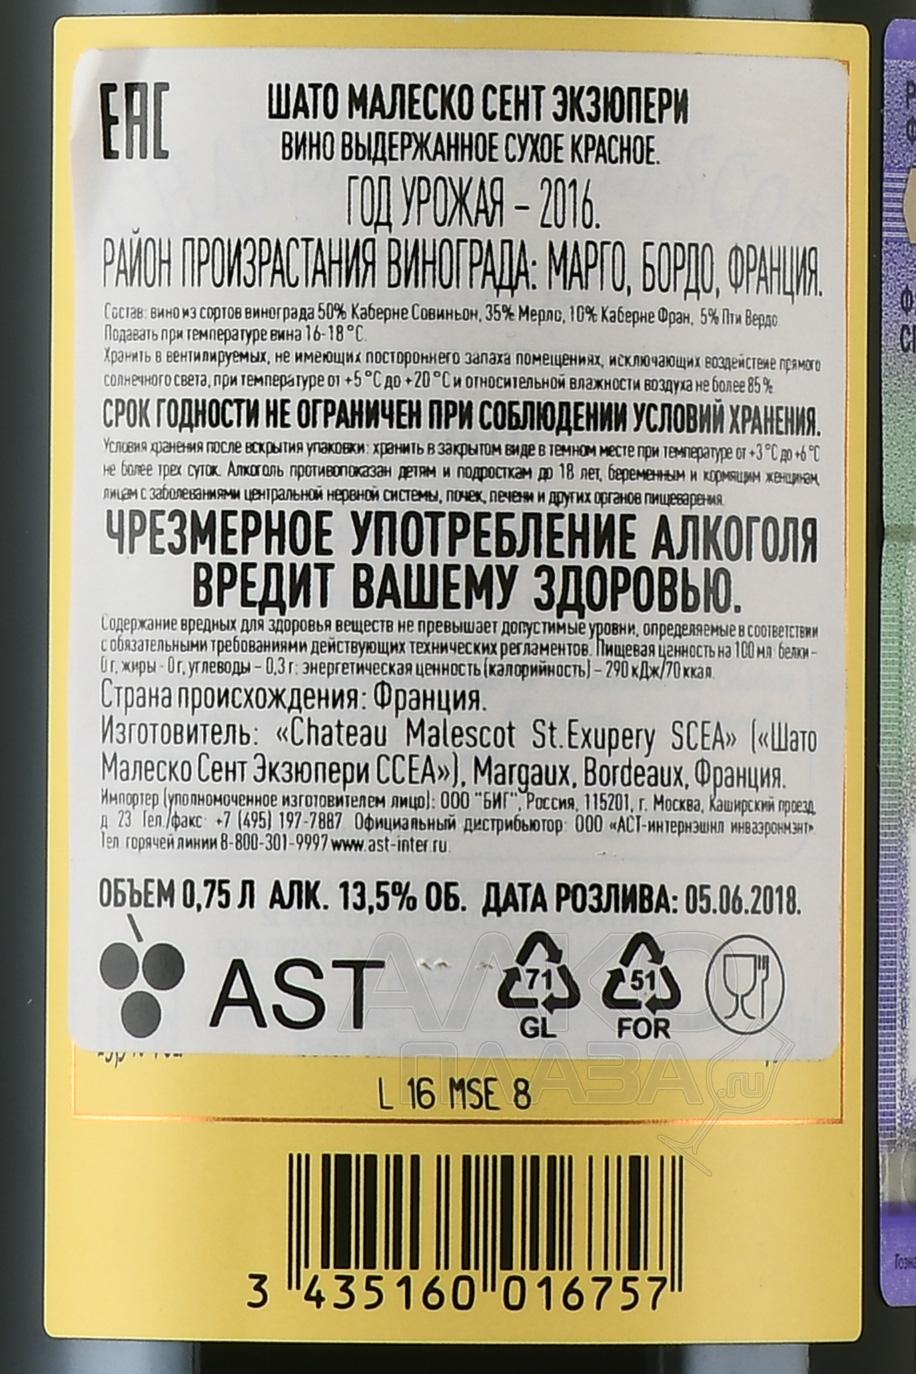 EAC
ШАТО МАЛЕСКО СЕНТ ЭКЗЮПЕРИ
ВИНО ВЫДЕРЖАННОЕ СУХОЕ КРАСНОЕ.
ГОД УРОЖАЯ – 2016.
РАЙОН ПРОИЗРАСТАНИЯ ВИНОГРАДА: МАРГО, БОРДО, ФРАНЦИЯ.
Состав: вино из сортов винограда 50% Каберне Совиньон, 35% Мерло, 10% Каберне Фран, 5% Пти Вердо
Подавать при температуре вина 16-18 °С.
Хранить в вентилируемых, не имеющих постороннего запаха помещениях, исключающих воздействие прямого
солнечного света, при температуре от +5 °С до +20 °С и относительной влажности воздуха не более 85 %
СРОК ГОДНОСТИ НЕ ОГРАНИЧЕН ПРИ СОБЛЮДЕНИИ УСЛОВИЙ ХРАНЕНИЯ.
Условия хранения после вскрытия упаковки: хранить в закрытом виде в темном месте при температуре от +3 °С до +6 °С
не более трех суток. Алкоголь противопоказан детям и подросткам до 18 лет, беременным и кормящим женщинам,
лицам с заболеваниями центральной нервной системы, почек, печени и других органов пищеварения.
ЧРЕЗМЕРНОЕ УПОТРЕБЛЕНИЕ АЛКОГОЛЯ
ВРЕДИТ ВАШЕМУ ЗДОРОВЬЮ.
Содержание вредных для здоровья веществ не превышает допустимые уровни, определяемые в соответствии
с обязательными требованиями действующих технических регламентов. Пищевая ценность на 100 мл: белки –
0 г, жиры - 0 г, углеводы – 0,3 г; энергетическая ценность (калорийность) – 290 кДж/70 ккал.
Страна происхождения: Франция.
Изготовитель: «Chateau Malescot St.Exupery SCEA» («Шато
Малеско Сент Экзюпери ССЕА»), Margaux, Bordeaux, Франция.
Импортер (уполномоченное изготовителем лицо): ООО "БИГ", Россия, 115201, г. Москва, Каширский проезд,
д. 23 Тел./факс: +7 (495) 197-7887 Официальный дистрибьютор: ООО «АСТ-интернэшнл инваэронмэнт»
Тел. горячей линии 8-800-301-9997 www.ast-inter.ru.
ОБЪЕМ 0,75 Л АЛК. 13,5% ОБ. ДАТА РОЗЛИВА: 05.06.2018.
AST
71
GL
51
FOR
АЛКО
ПЛАЗА.ru
L 16 MSE 8
3 435160 016757